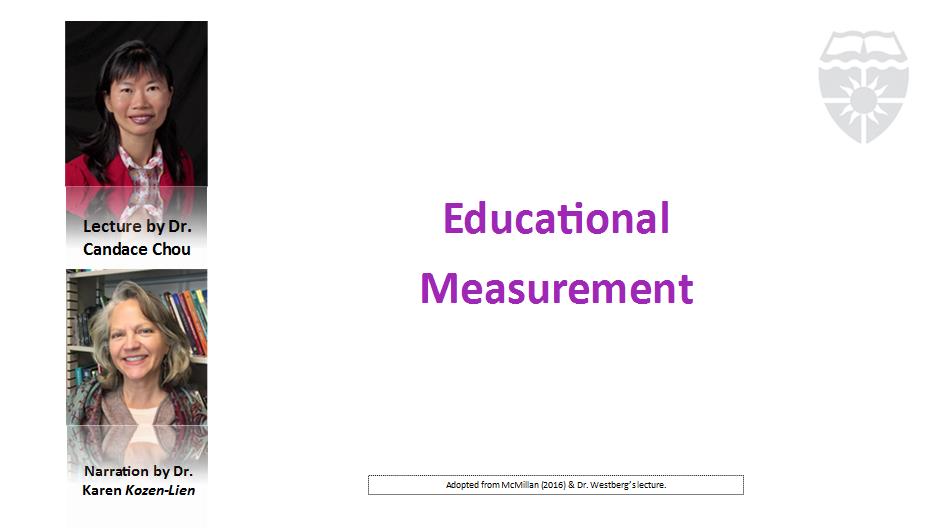 Lecture by Dr.
Candace Chou
Educational
Measurement
Narration by Dr.
Karen Kozen-Lien
Adopted from McMillan (2016) & Dr. Westberg's lecture.